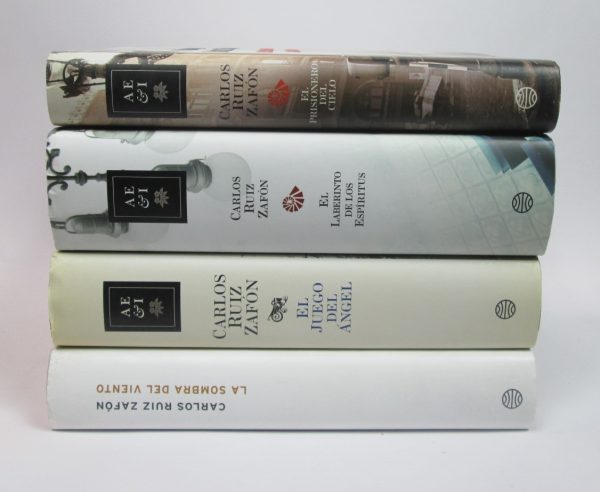 AE
&I
CARLOS
RUIZ
ZAFÓN
EL
PRISIONERO
DEL
CIELO
AE
&I
CARLOS
RUIZ
ZAFÓN
EL
LABERINTO
DE LOS
ESPÍRITUS
AE
&I
CARLOS
RUIZ
ZAFÓN
EL
JUEGO
DEL
ÁNGEL
CARLOS RUIZ ZAFÓN
LA SOMBRA DEL VIENTO